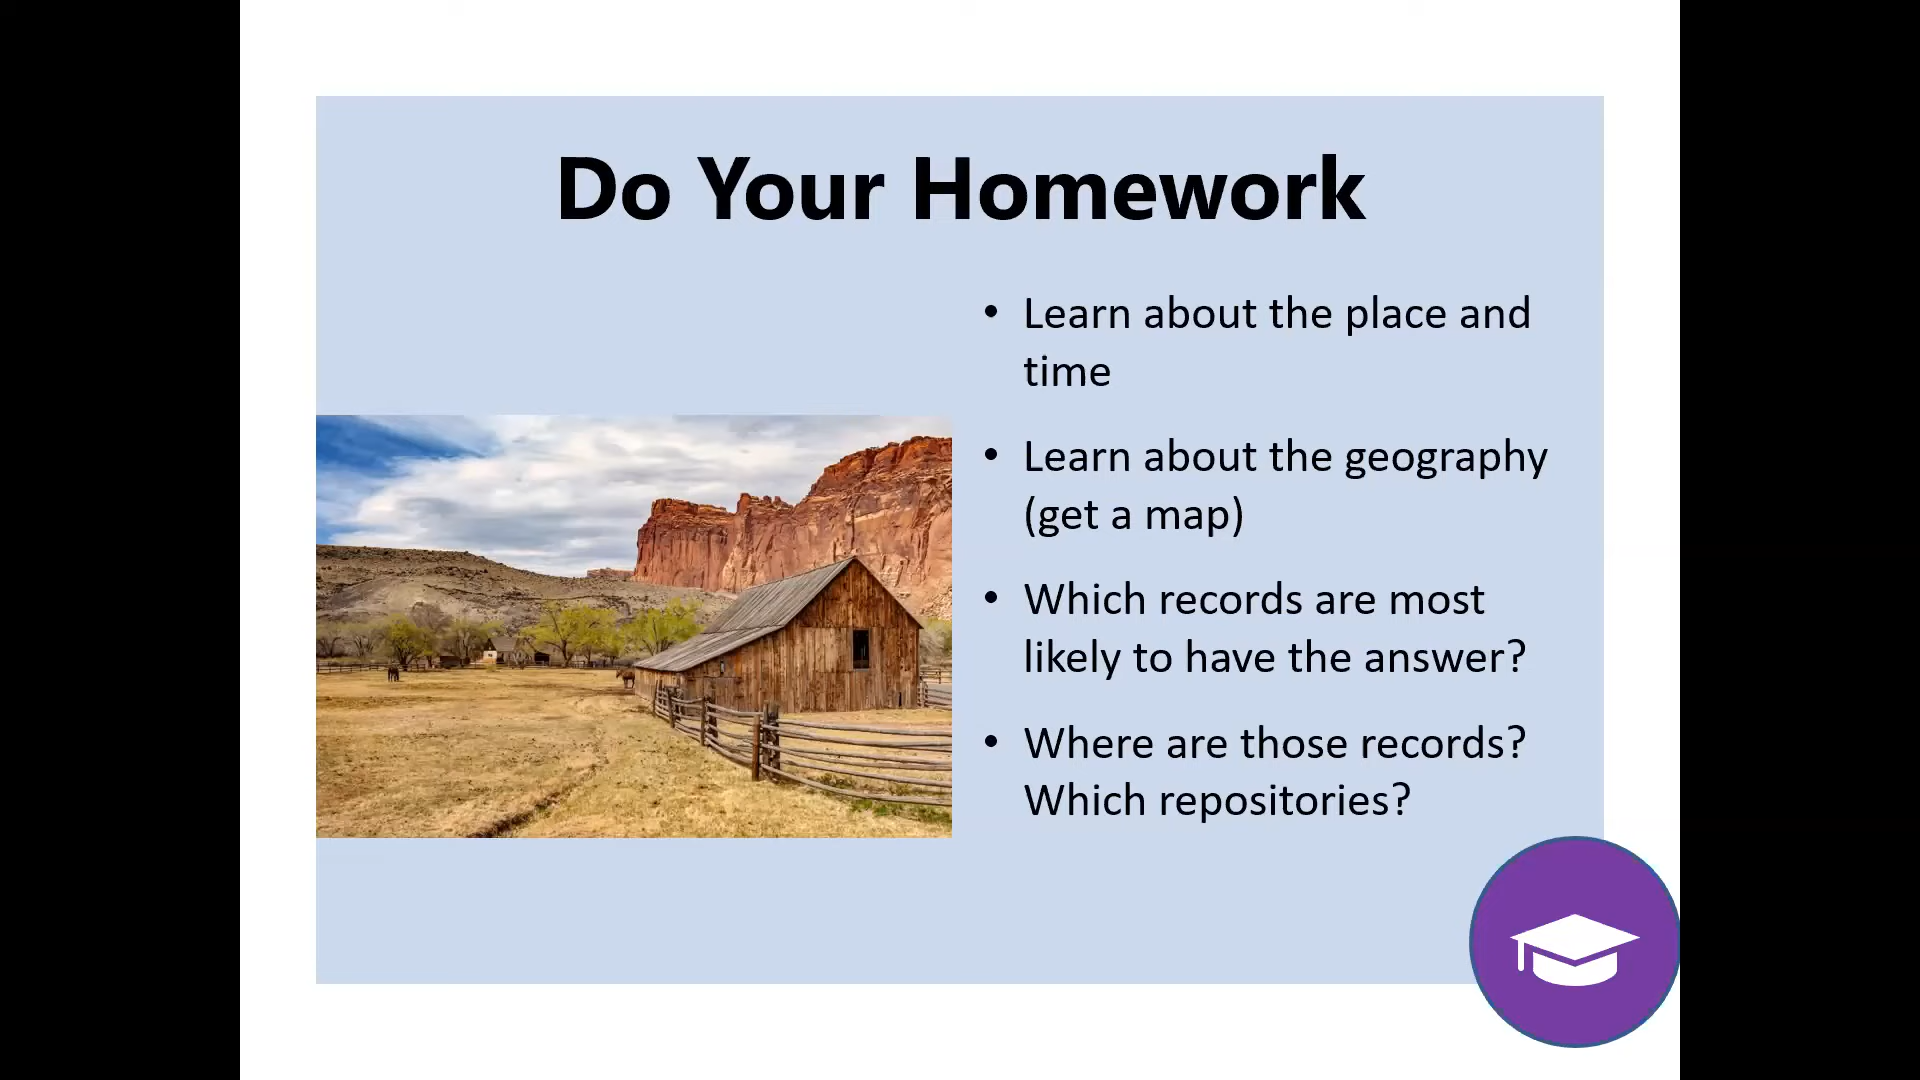 Do Your Homework
• Learn about the place and
time
• Learn about the geography
(get a map)
• Which records are most
likely to have the answer?
• Where are those records?
Which repositories?